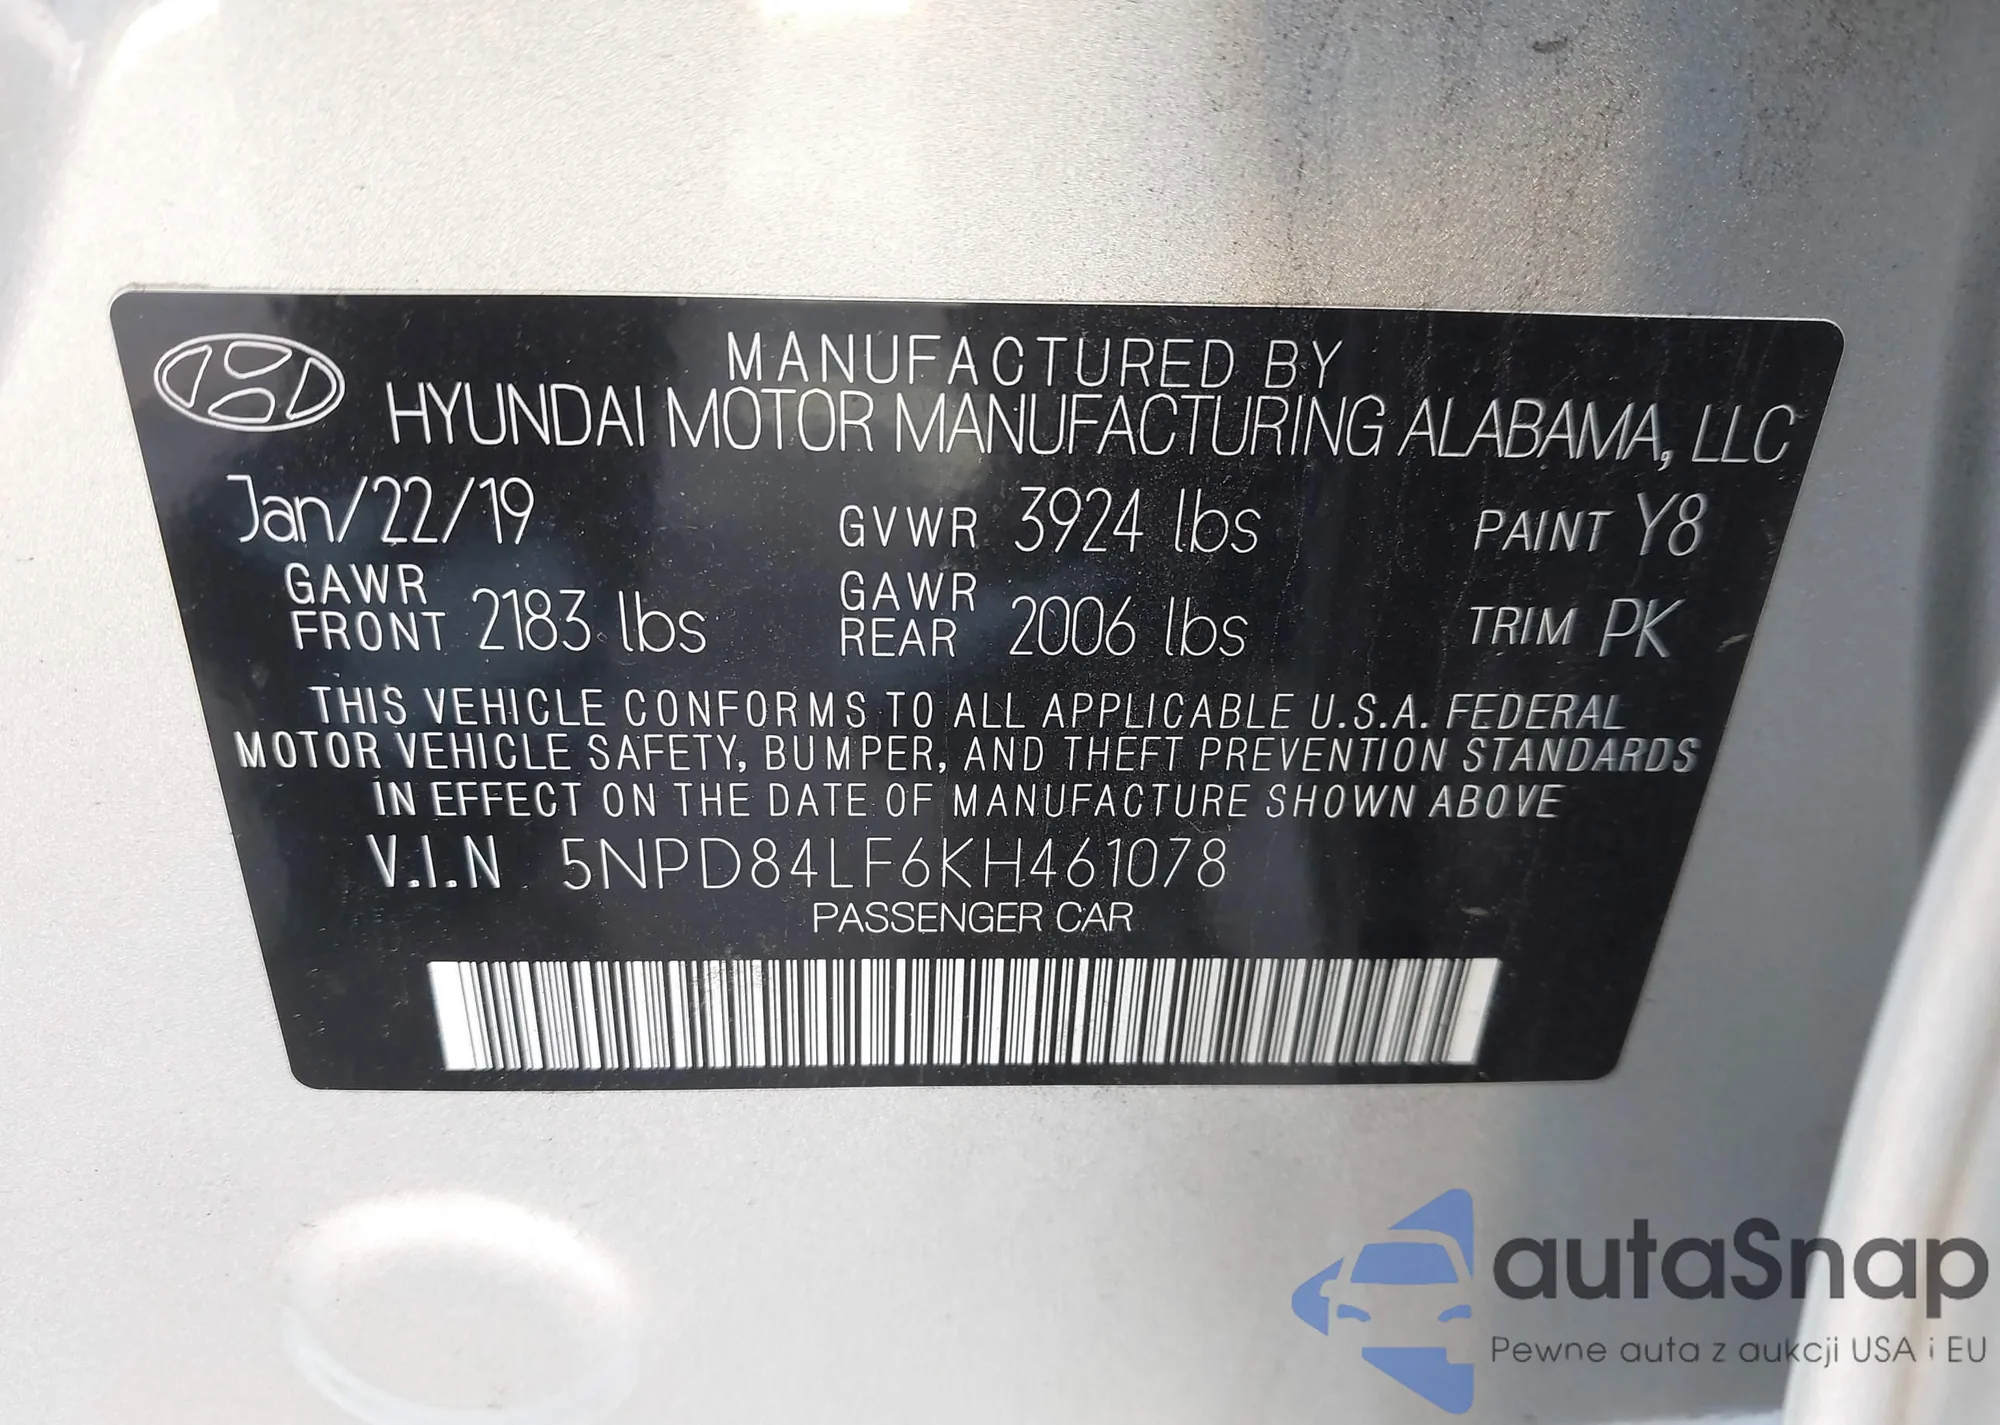 MANUFACTURED BY
HYUNDAI MOTOR MANUFACTURING ALABAMA, LLC
Jan/22/19 GVWR 3924 lbs PAINT Y8
GAWR FRONT 2183 lbs GAWR REAR 2006 lbs TRIM PK
THIS VEHICLE CONFORMS TO ALL APPLICABLE U.S.A. FEDERAL
MOTOR VEHICLE SAFETY, BUMPER, AND THEFT PREVENTION STANDARDS
IN EFFECT ON THE DATE OF MANUFACTURE SHOWN ABOVE
V.I.N 5NPD84LF6KH461078
PASSENGER CAR
autaSnap
Pewne auta z aukcji USA i EU